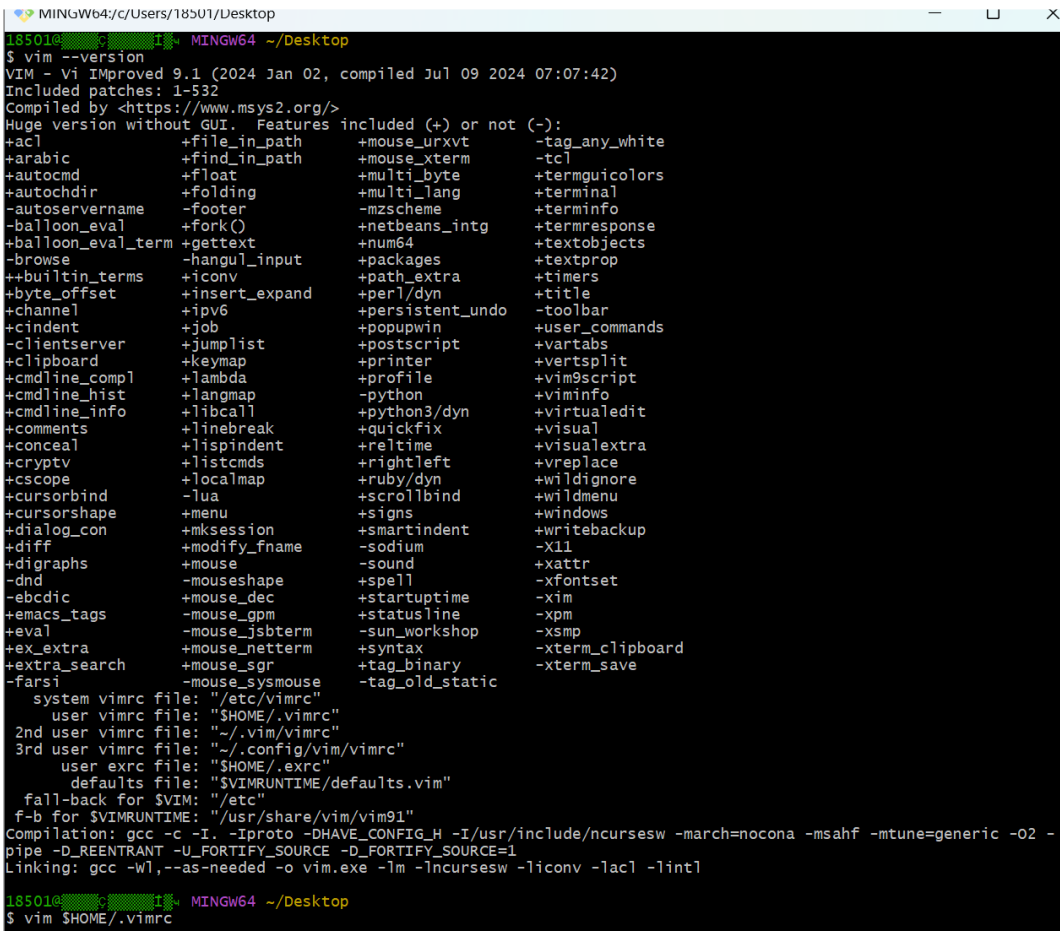 MINGW64:/c/Users/18501/Desktop
18501@ MINGW64 ~/Desktop
$ vim --version
VIM - Vi IMproved 9.1 (2024 Jan 02, compiled Jul 09 2024 07:07:42)
Included patches: 1-532
Compiled by <https://www.msys2.org/>
Huge version without GUI.  Features included (+) or not (-):
+acl               +file_in_path      +mouse_urxvt       -tag_any_white
+arabic            +find_in_path      +mouse_xterm       -tcl
+autocmd           +float             +multi_byte        +termguicolors
+autochdir         +folding           +multi_lang        +terminal
-autoservername    -footer            -mzscheme          +terminfo
-balloon_eval      +fork()            +netbeans_intg     +termresponse
+balloon_eval_term +gettext           +num64             +textobjects
-browse            -hangul_input      +packages          +textprop
++builtin_terms    +iconv             +path_extra        +timers
+byte_offset       +insert_expand     +perl/dyn          +title
+channel           +ipv6              +persistent_undo   -toolbar
+cindent           +job               +popupwin          +user_commands
-clientserver      +jumplist          +postscript        +vartabs
+clipboard         +keymap            +printer           +vertsplit
+cmdline_compl     +lambda            +profile           +vim9script
+cmdline_hist      +langmap           -python            +viminfo
+cmdline_info      +libcall           +python3/dyn       +virtualedit
+comments          +linebreak         +quickfix          +visual
+conceal           +lispindent        +reltime           +visualextra
+cryptv            +listcmds          +rightleft         +vreplace
+cscope            +localmap          +ruby/dyn          +wildignore
+cursorbind        -lua               +scrollbind        +wildmenu
+cursorshape       +menu              +signs             +windows
+dialog_con        +mksession         +smartindent       +writebackup
+diff              +modify_fname      -sodium            -X11
+digraphs          +mouse             -sound             +xattr
-dnd               -mouseshape        +spell             -xfontset
-ebcdic            +mouse_dec         +startuptime       -xim
+emacs_tags        -mouse_gpm         +statusline        -xpm
+eval              -mouse_jsbterm     -sun_workshop      -xsmp
+ex_extra          +mouse_netterm     +syntax            -xterm_clipboard
+extra_search      +mouse_sgr         +tag_binary        -xterm_save
-farsi             -mouse_sysmouse    -tag_old_static
system vimrc file: "/etc/vimrc"
user vimrc file: "$HOME/.vimrc"
2nd user vimrc file: "~/.vim/vimrc"
3rd user vimrc file: "~/.config/vim/vimrc"
user exrc file: "$HOME/.exrc"
defaults file: "$VIMRUNTIME/defaults.vim"
fall-back for $VIM: "/etc"
f-b for $VIMRUNTIME: "/usr/share/vim/vim91"
Compilation: gcc -c -I. -Iproto -DHAVE_CONFIG_H -I/usr/include/ncursesw -march=nocona -msahf -mtune=generic -O2 -
pipe -D_REENTRANT -U_FORTIFY_SOURCE -D_FORTIFY_SOURCE=1
Linking: gcc -Wl,--as-needed -o vim.exe -lm -lncursesw -liconv -lacl -lintl
18501@ MINGW64 ~/Desktop
$ vim $HOME/.vimrc